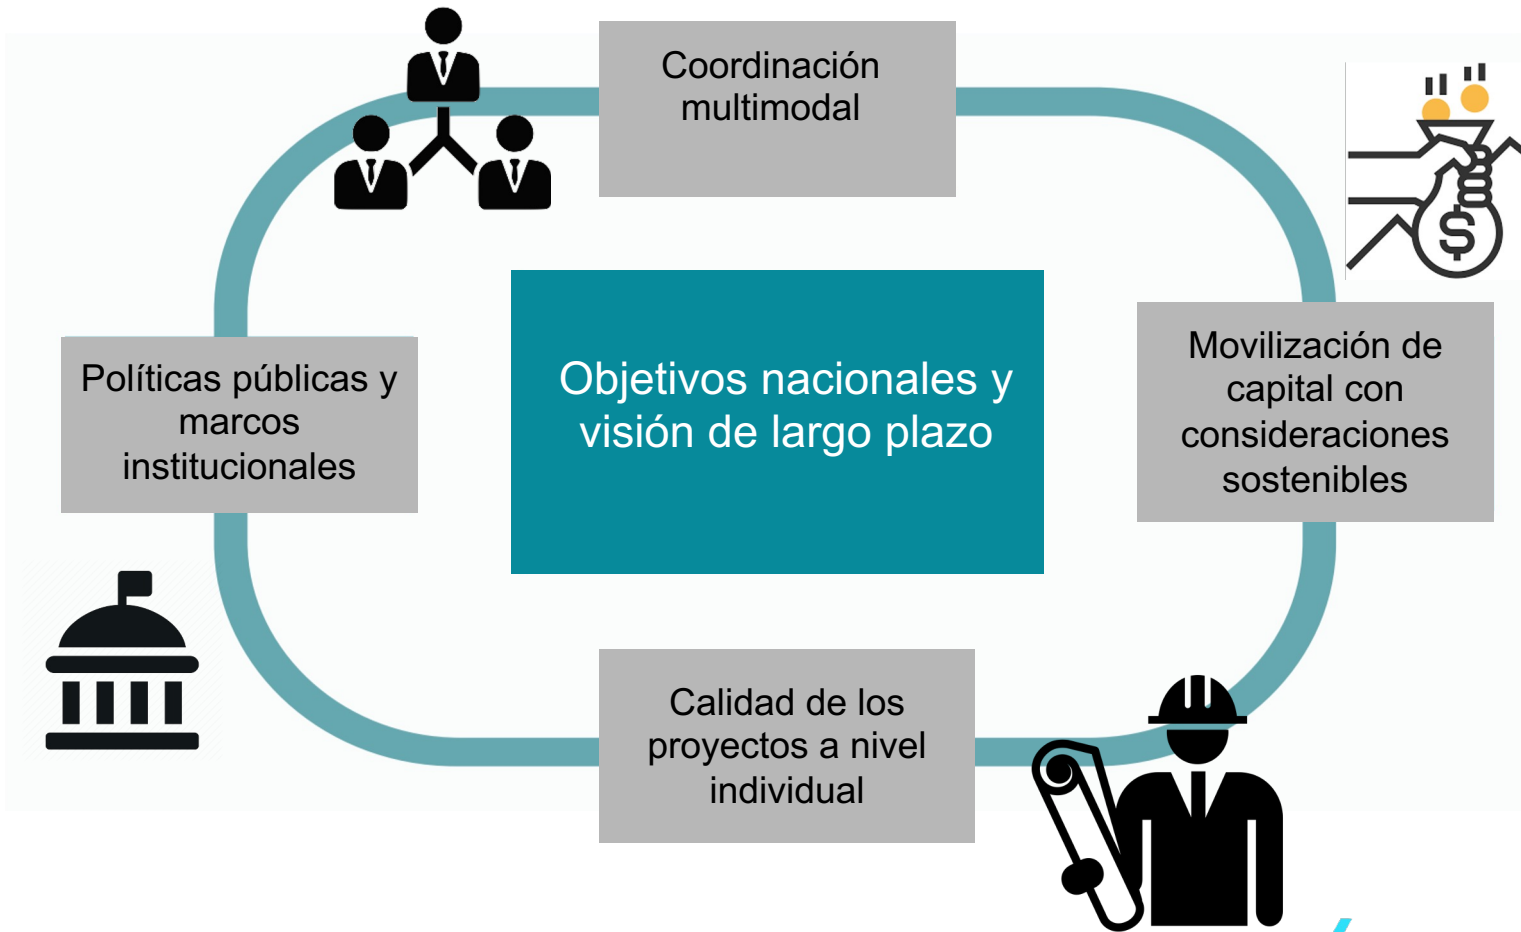 Coordinación
multimodal
Políticas públicas y
marcos
institucionales
Objetivos nacionales y
visión de largo plazo
Movilización de
capital con
consideraciones
sostenibles
$
Calidad de los
proyectos a nivel
individual